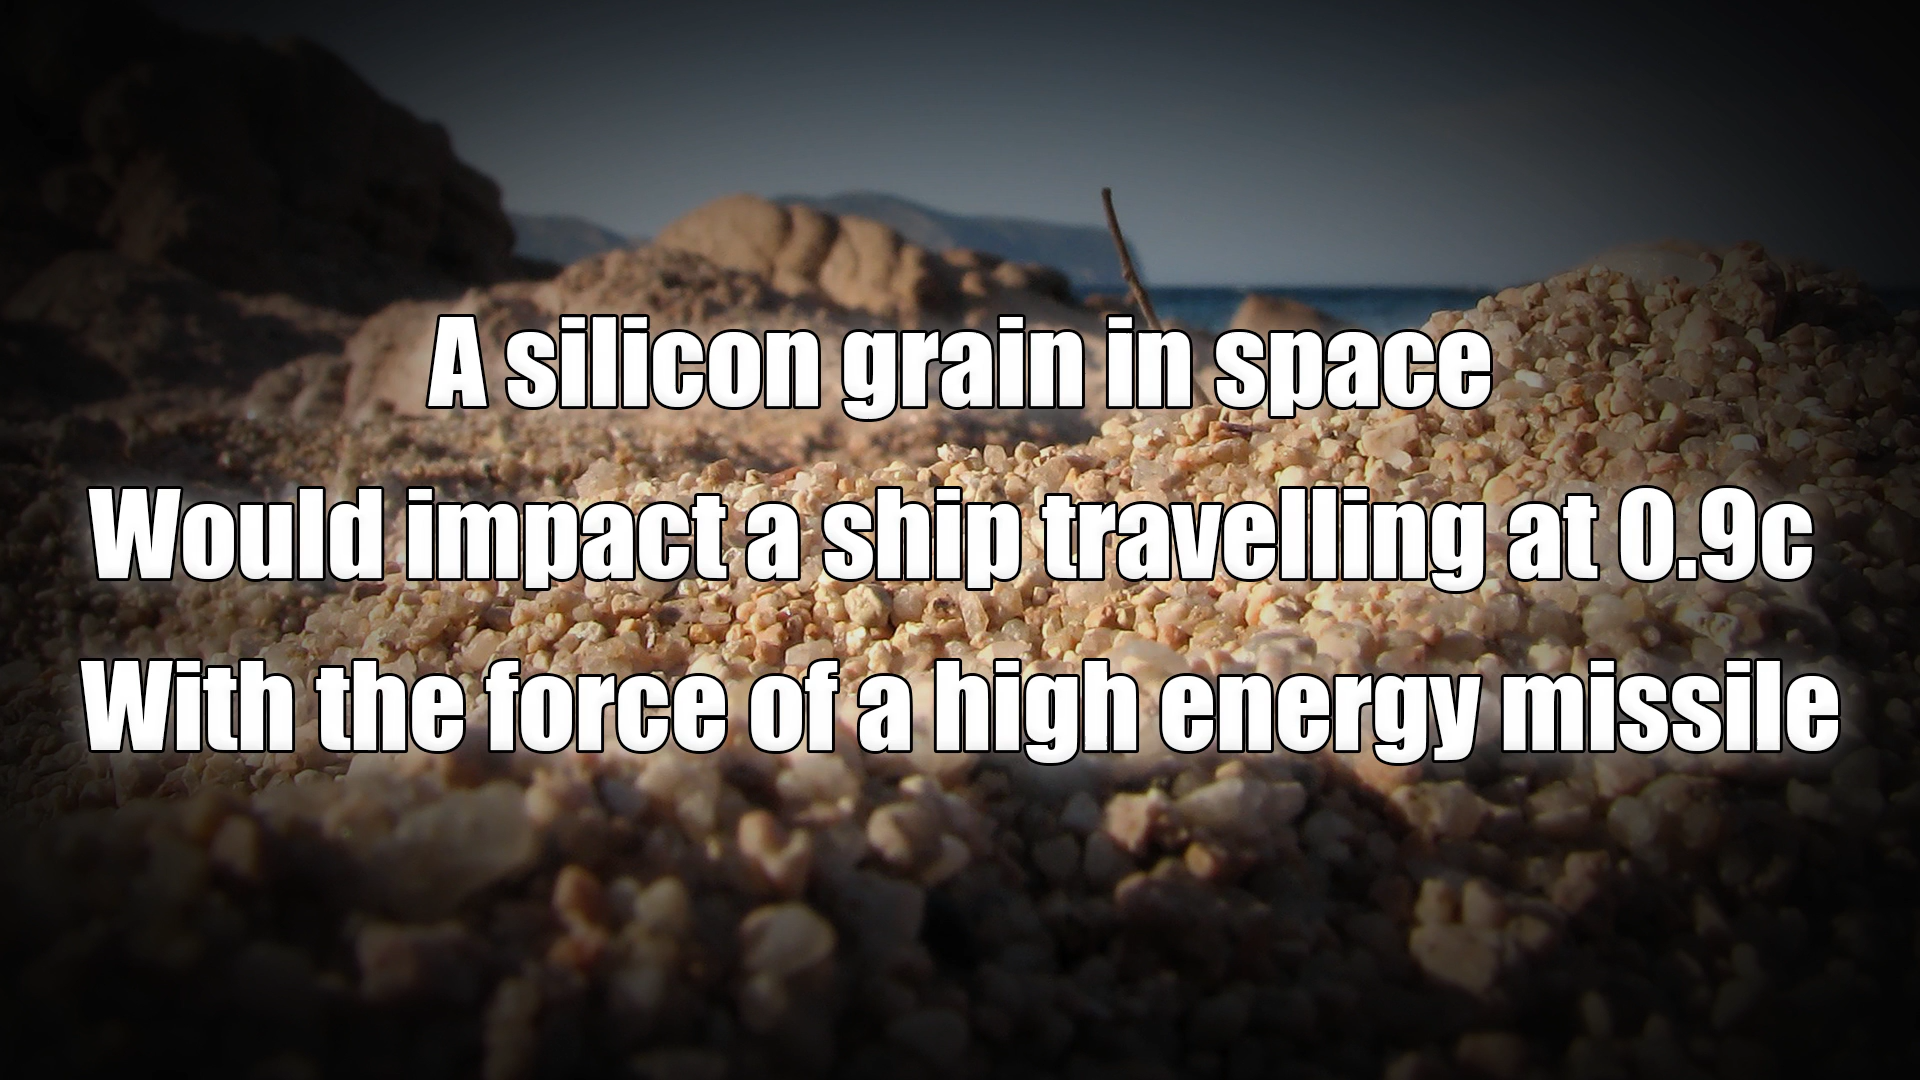 A silicon grain in space
Would impact a ship travelling at 0.9c
With the force of a high energy missile